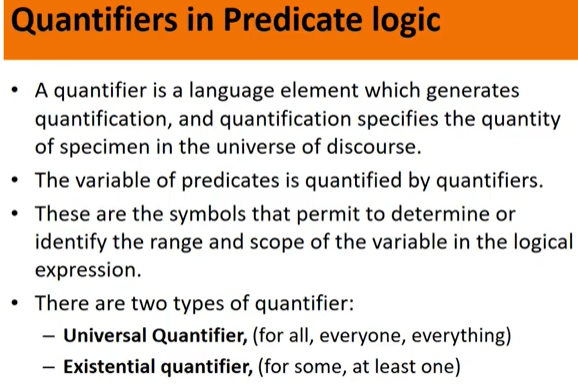 Quantifiers in Predicate logic
• A quantifier is a language element which generates
quantification, and quantification specifies the quantity
of specimen in the universe of discourse.
• The variable of predicates is quantified by quantifiers.
• These are the symbols that permit to determine or
identify the range and scope of the variable in the logical
expression.
• There are two types of quantifier:
– Universal Quantifier, (for all, everyone, everything)
– Existential quantifier, (for some, at least one)